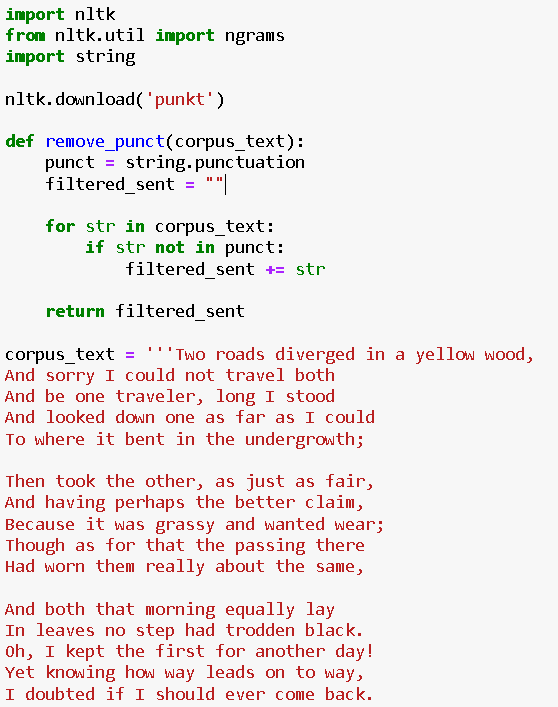 import nltk
from nltk.util import ngrams
import string
nltk.download('punkt')
def remove_punct(corpus_text):
    punct = string.punctuation
    filtered_sent = ""
    for str in corpus_text:
        if str not in punct:
            filtered_sent += str
    return filtered_sent
corpus_text = '''Two roads diverged in a yellow wood,
And sorry I could not travel both
And be one traveler, long I stood
And looked down one as far as I could
To where it bent in the undergrowth;
Then took the other, as just as fair,
And having perhaps the better claim,
Because it was grassy and wanted wear;
Though as for that the passing there
Had worn them really about the same,
And both that morning equally lay
In leaves no step had trodden black.
Oh, I kept the first for another day!
Yet knowing how way leads on to way,
I doubted if I should ever come back.